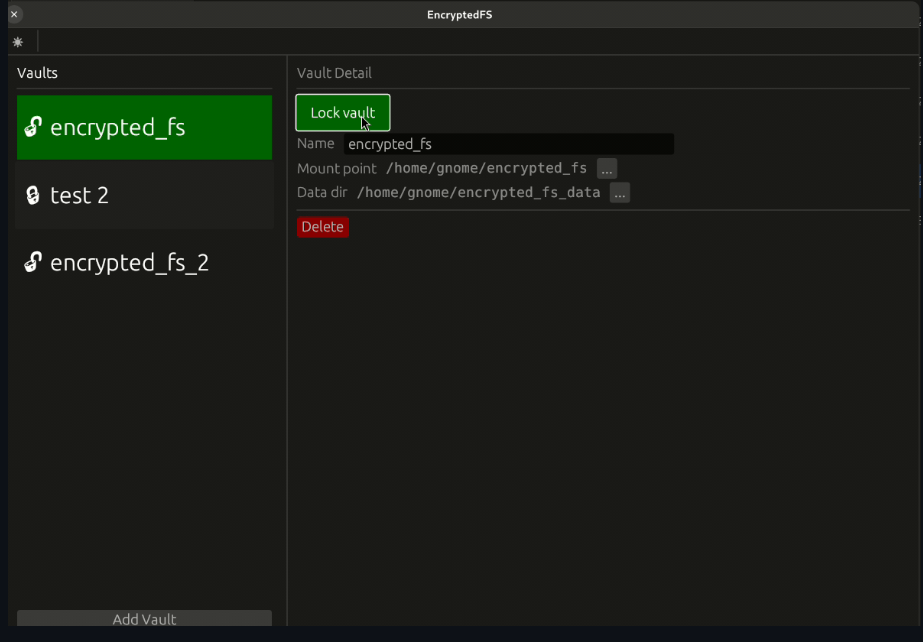 EncryptedFS
Vaults
encrypted_fs
test 2
encrypted_fs_2
Add Vault
Vault Detail
Lock vault
Name encrypted_fs
Mount point /home/gnome/encrypted_fs ...
Data dir /home/gnome/encrypted_fs_data ...
Delete